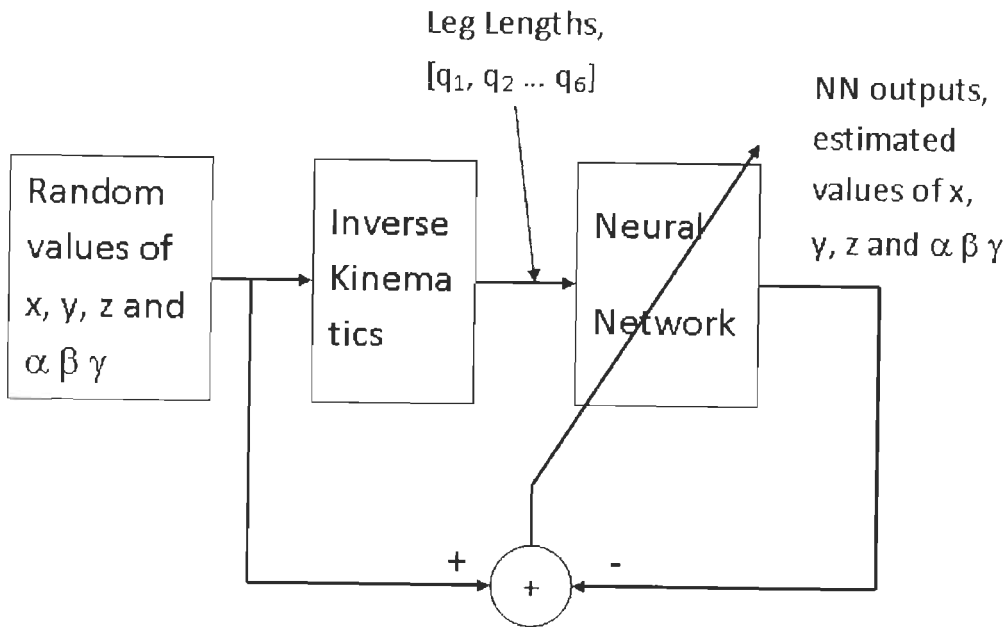 Leg Lengths,
[q1, q2 ... q6]
NN outputs,
estimated
values of x,
y, z and α β γ
Random
values of
x, y, z and
α β γ
Inverse
Kinema
tics
Neural
Network
+
-
+